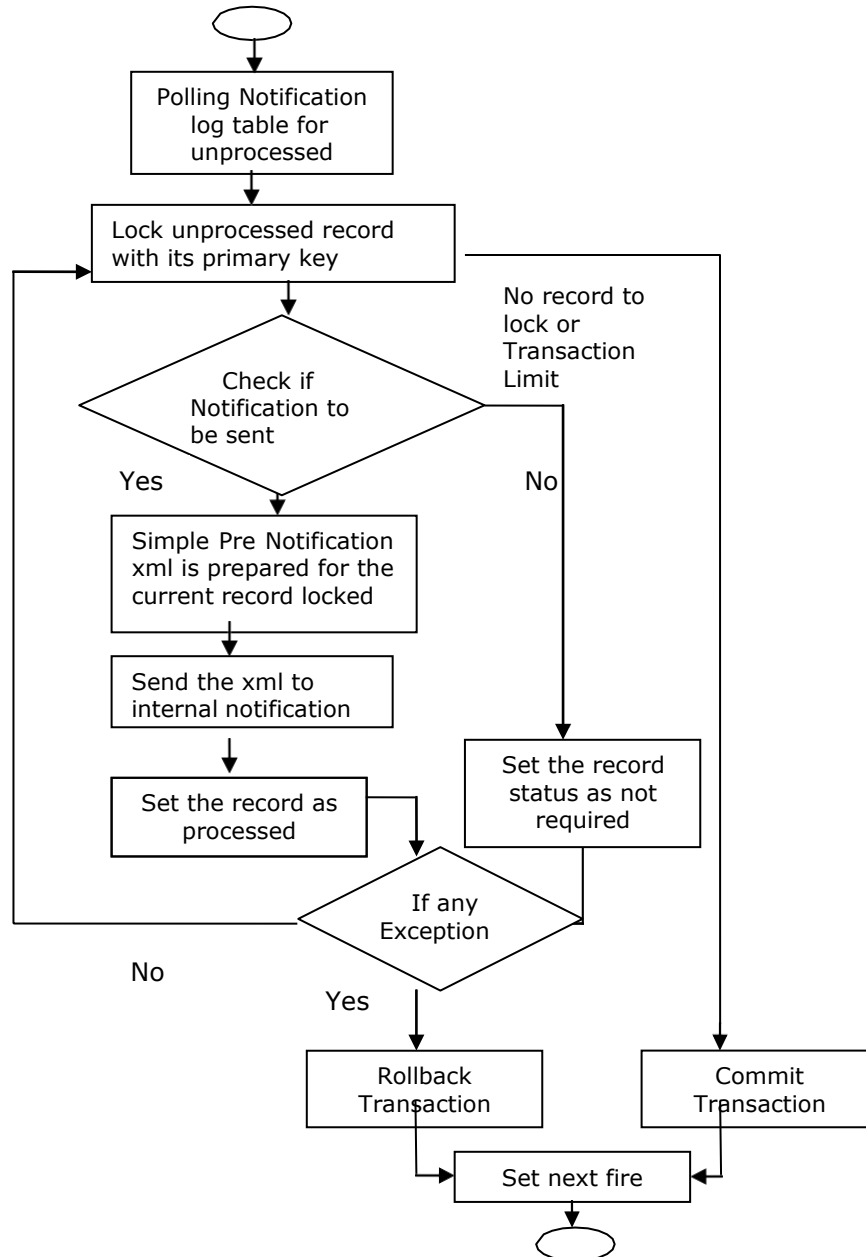 Polling Notification
log table for
unprocessed
Lock unprocessed record
with its primary key
No record to
lock or
Transaction
Limit
Check if
Notification to
be sent
Yes
No
Simple Pre Notification
xml is prepared for the
current record locked
Send the xml to
internal notification
Set the record as
processed
Set the record
status as not
required
If any
Exception
No
Yes
Rollback
Transaction
Commit
Transaction
Set next fire